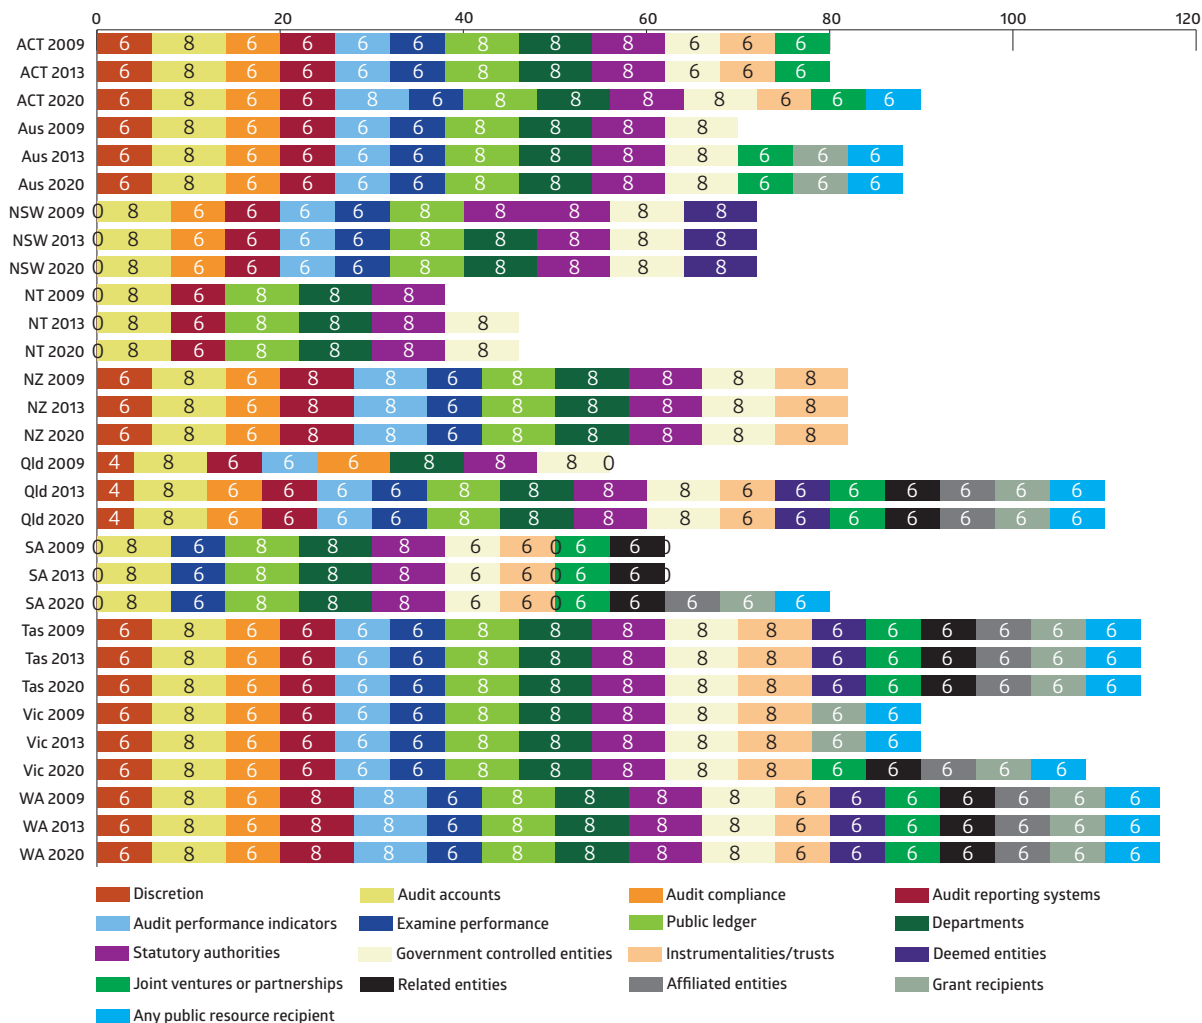 0 20 40 60 80 100 120
ACT 2009 6 8 6 6 6 6 8 8 8 6 6 6
ACT 2013 6 8 6 6 6 6 8 8 8 6 6 6
ACT 2020 6 8 6 6 8 6 8 8 8 8 6 6 6
Aus 2009 6 8 6 6 6 6 8 8 8 8
Aus 2013 6 8 6 6 6 6 8 8 8 8 6 6 6
Aus 2020 6 8 6 6 6 6 8 8 8 8 6 6 6
NSW 2009 0 8 6 6 6 6 8 8 8 8 8
NSW 2013 0 8 6 6 6 6 8 8 8 8 8
NSW 2020 0 8 6 6 6 6 8 8 8 8 8
NT 2009 0 8 6 8 8 8
NT 2013 0 8 6 8 8 8 8
NT 2020 0 8 6 8 8 8 8
NZ 2009 6 8 6 8 8 6 8 8 8 8 8
NZ 2013 6 8 6 8 8 6 8 8 8 8 8
NZ 2020 6 8 6 8 8 6 8 8 8 8 8
Qld 2009 4 8 6 6 6 8 8 8 0
Qld 2013 4 8 6 6 6 6 8 8 8 8 6 6 6 6 6 6 6
Qld 2020 4 8 6 6 6 6 8 8 8 8 6 6 6 6 6 6 6
SA 2009 0 8 6 8 8 8 6 6 0 6 6 0
SA 2013 0 8 6 8 8 8 6 6 0 6 6 0
SA 2020 0 8 6 8 8 8 6 6 0 6 6 6 6 6
Tas 2009 6 8 6 6 6 6 8 8 8 8 8 6 6 6 6 6 6
Tas 2013 6 8 6 6 6 6 8 8 8 8 8 6 6 6 6 6 6
Tas 2020 6 8 6 6 6 6 8 8 8 8 8 6 6 6 6 6 6
Vic 2009 6 8 6 6 6 6 8 8 8 8 8 6 6
Vic 2013 6 8 6 6 6 6 8 8 8 8 8 6 6
Vic 2020 6 8 6 6 6 6 8 8 8 8 8 6 6 6 6 6
WA 2009 6 8 6 8 8 6 8 8 8 8 6 6 6 6 6 6 6
WA 2013 6 8 6 8 8 6 8 8 8 8 6 6 6 6 6 6 6
WA 2020 6 8 6 8 8 6 8 8 8 8 6 6 6 6 6 6 6
Discretion Audit accounts Audit compliance Audit reporting systems
Audit performance indicators Examine performance Public ledger Departments
Statutory authorities Government controlled entities Instrumentalities/trusts Deemed entities
Joint ventures or partnerships Related entities Affiliated entities Grant recipients
Any public resource recipient